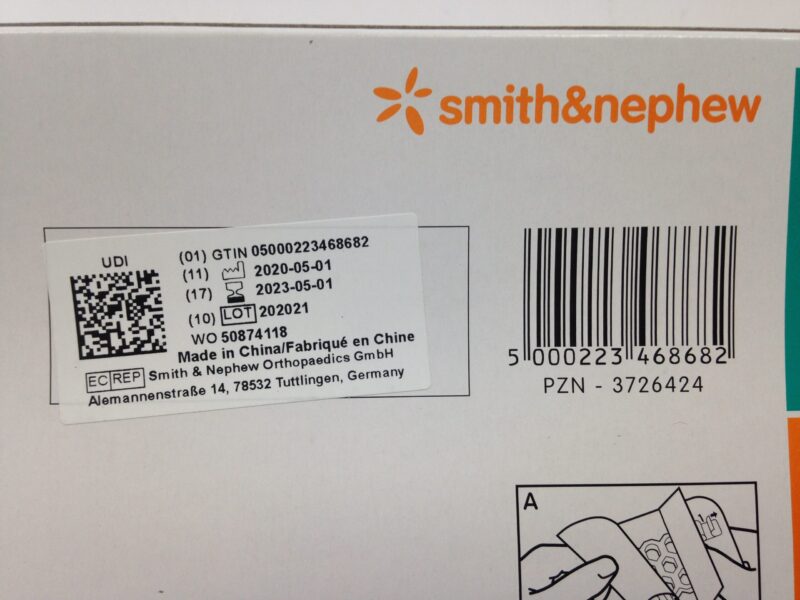 smith&nephew
UDI
(01) GTIN 05000223468682
(11) 2020-05-01
(17) 2023-05-01
(10) LOT 202021
WO 50874118
Made in China/Fabriqué en Chine
EC REP Smith & Nephew Orthopaedics GmbH
Alemannenstraße 14, 78532 Tuttlingen, Germany
5 000223 468682
PZN - 3726424
A